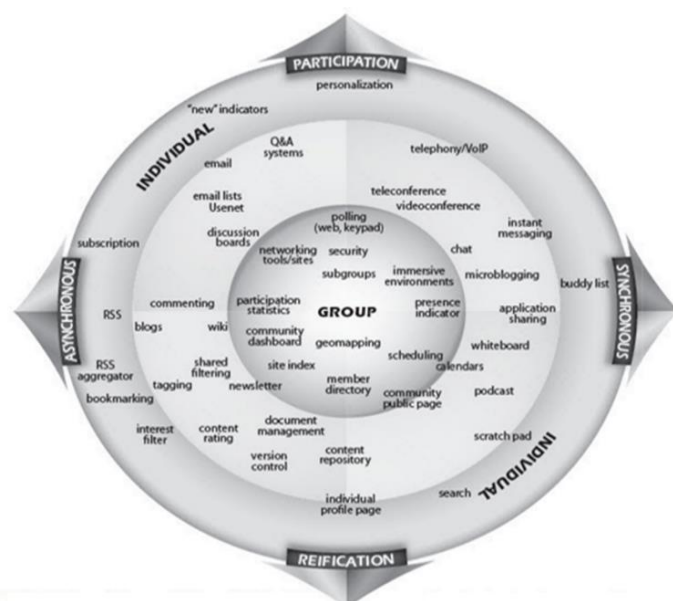 PARTICIPATION
personalization
"new" indicators
INDIVIDUAL
Q&A
systems
telephony/VoIP
email
teleconference
videoconference
email lists
Usenet
polling
(web, keypad)
instant
messaging
discussion
boards
subscription
networking
tools/sites
security
chat
subgroups
immersive
environments
microblogging
buddy list
ASYNCHRONOUS
SYNCHRONOUS
commenting
participation
statistics
GROUP
presence
indicator
application
sharing
RSS
blogs
wiki
community
dashboard
geomapping
whiteboard
scheduling
calendars
RSS
aggregator
shared
filtering
site index
tagging
newsletter
member
directory
community
public page
podcast
bookmarking
interest
filter
content
rating
document
management
scratch pad
version
control
content
repository
INDIVIDUAL
search
individual
profile page
REIFICATION